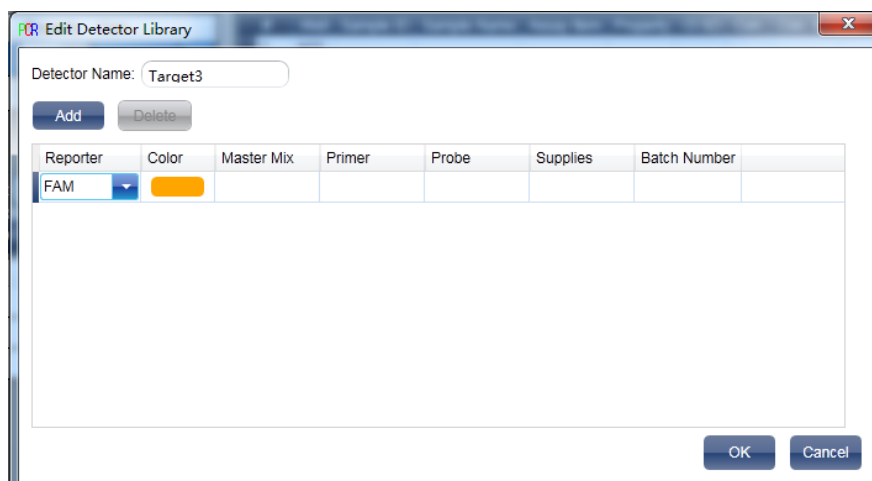 PCR Edit Detector Library
Detector Name: Target3
Add Delete
Reporter Color Master Mix Primer Probe Supplies Batch Number
FAM
OK Cancel